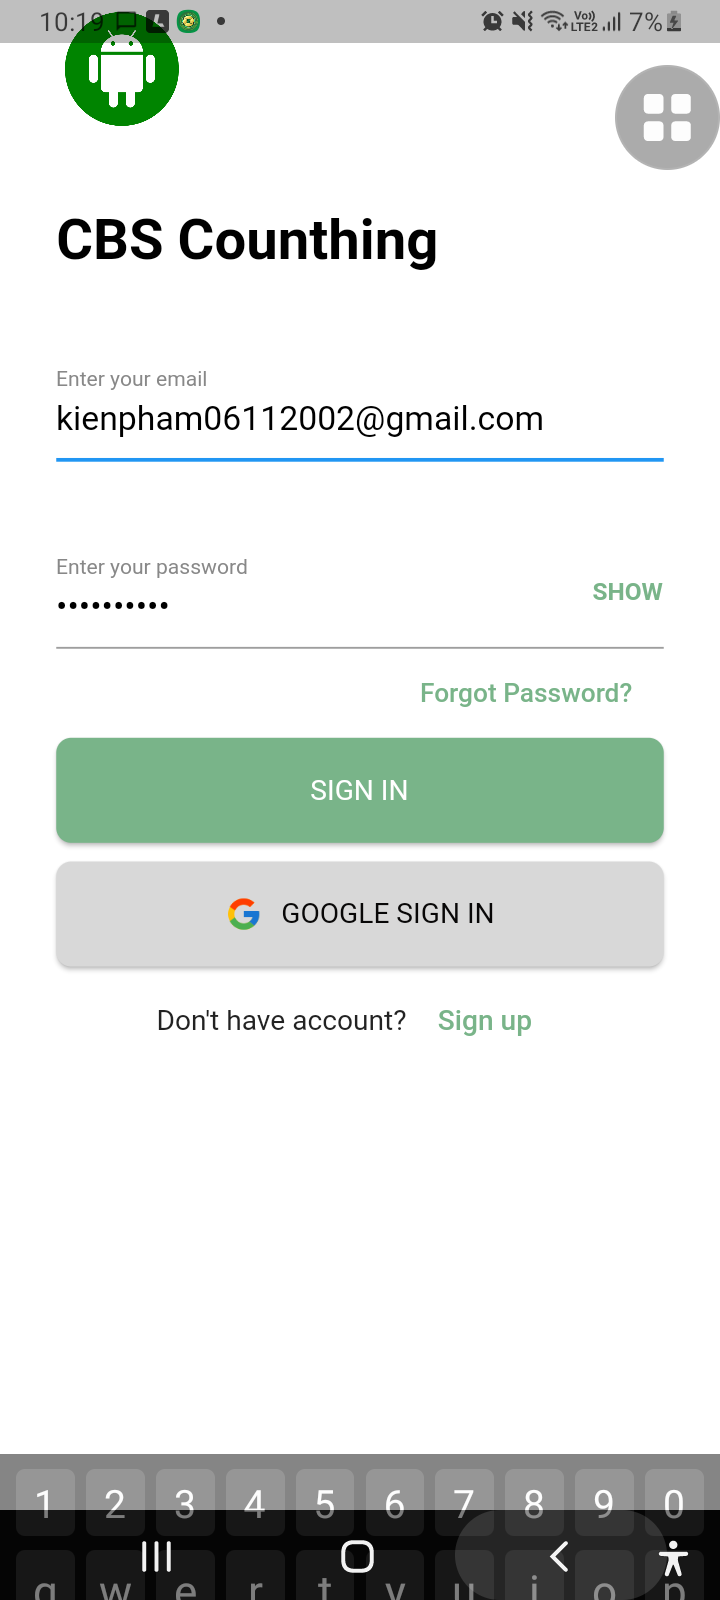 10:19 Vo)) LTE2 7%
CBS Counthing
Enter your email
kienpham06112002@gmail.com
Enter your password
••••••••••
SHOW
Forgot Password?
SIGN IN
GOOGLE SIGN IN
Don't have account? Sign up
1 2 3 4 5 6 7 8 9 0
q w e r t y u i o p